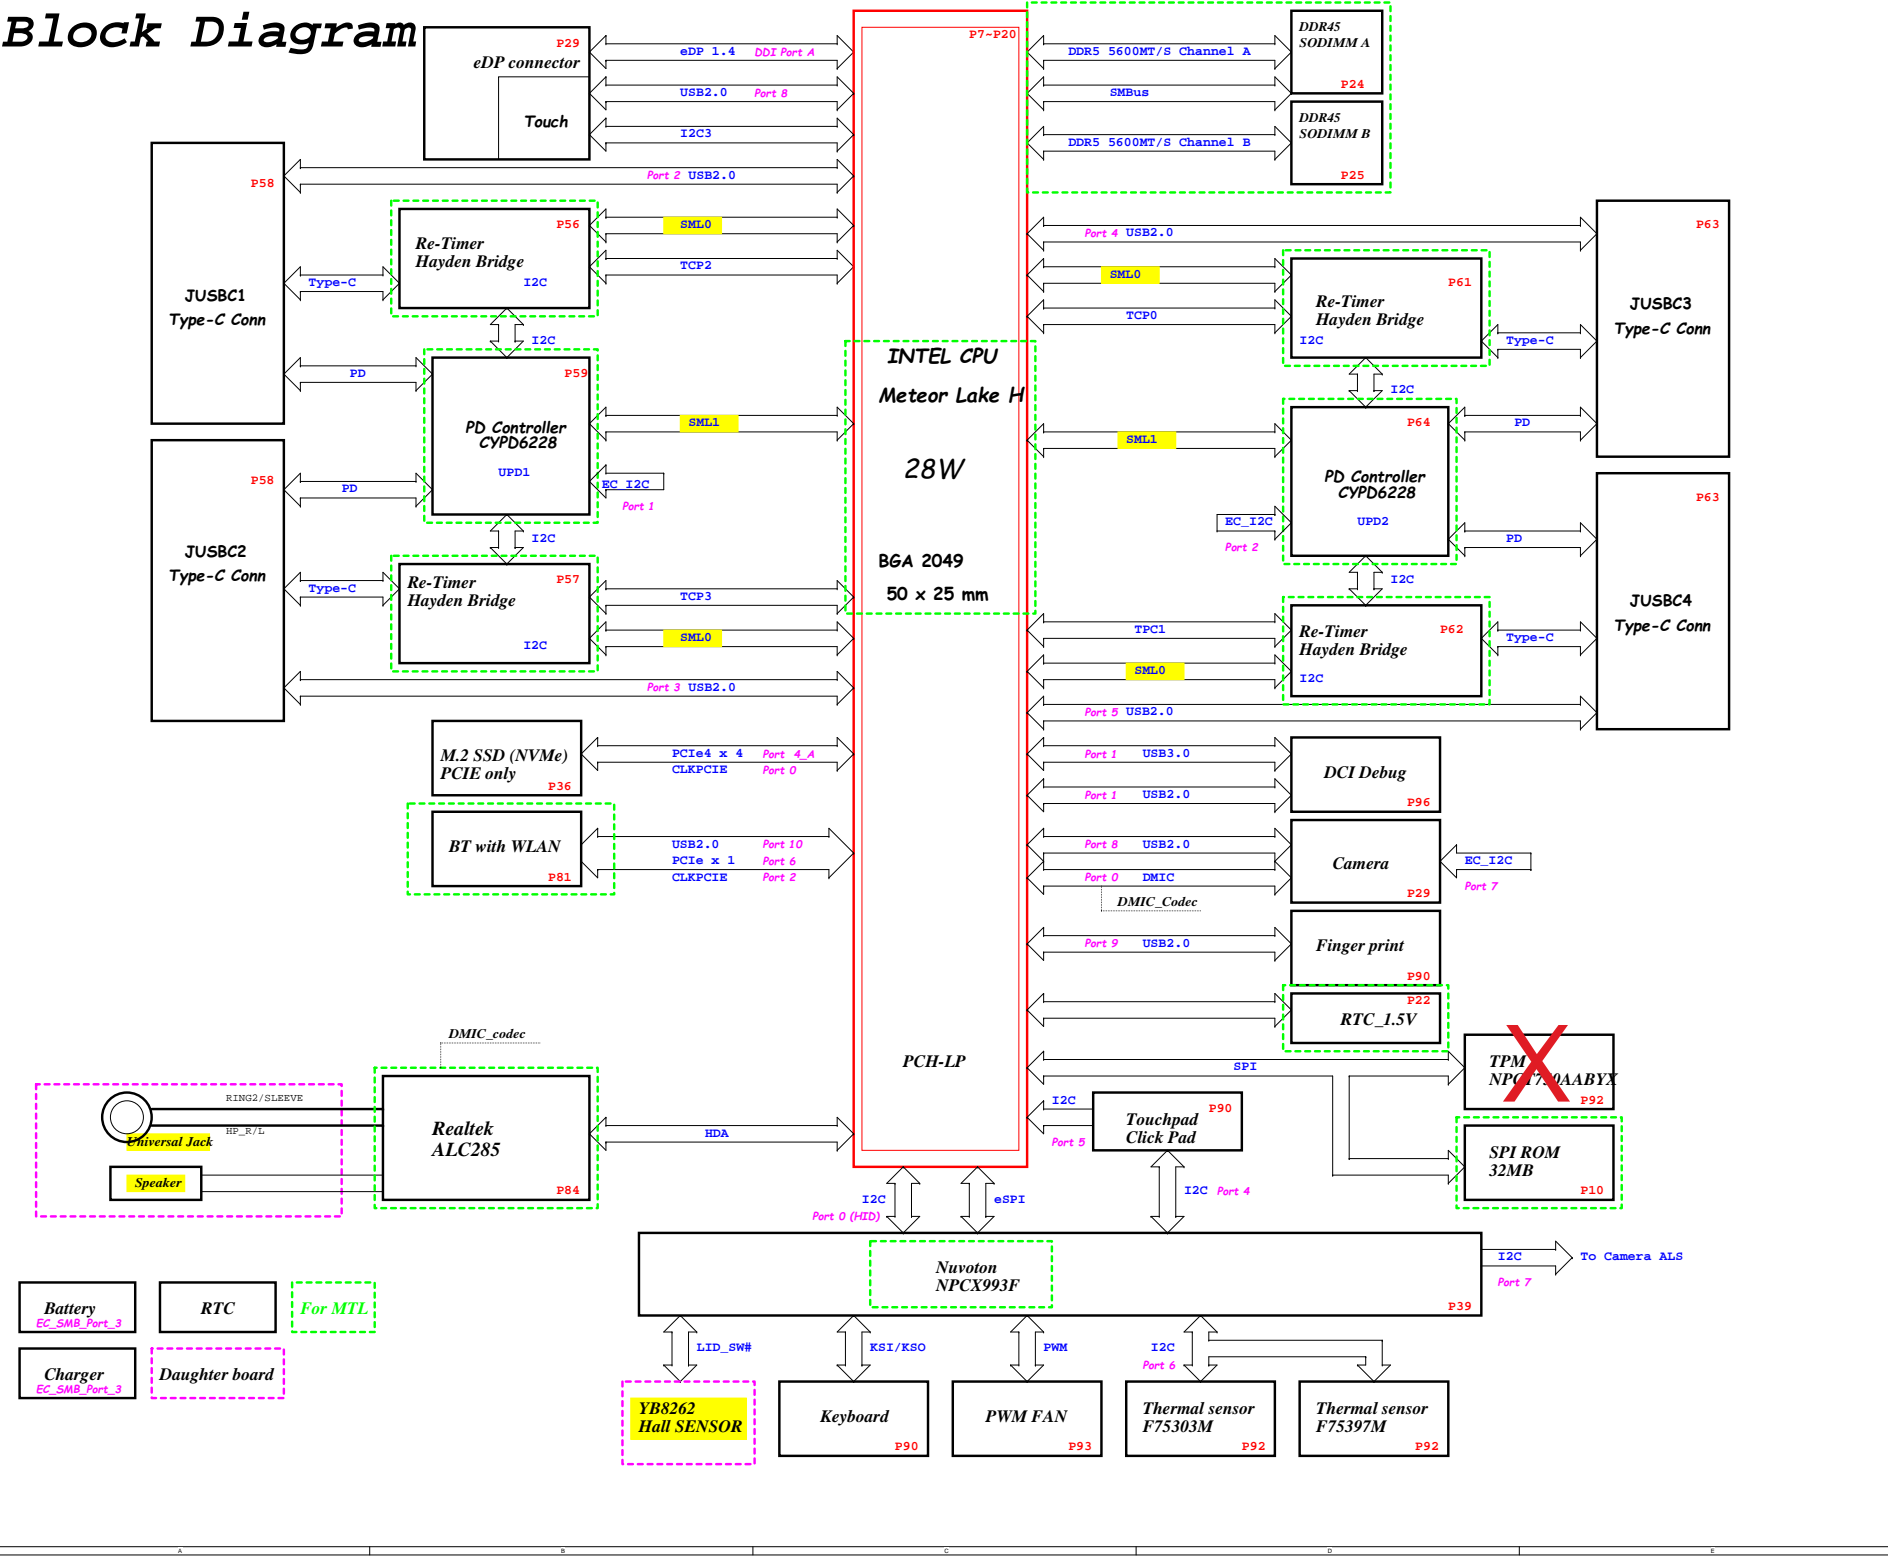 Block Diagram
P29
eDP connector
Touch
eDP 1.4 DDI Port A
USB2.0 Port 8
I2C3
P7~P20
DDR5 5600MT/S Channel A
SMBus
DDR5 5600MT/S Channel B
DDR45
SODIMM A
P24
DDR45
SODIMM B
P25
P58
JUSBC1
Type-C Conn
Port 2 USB2.0
P56
Re-Timer
Hayden Bridge
I2C
SML0
TCP2
Type-C
I2C
PD
P59
PD Controller
CYPD6228
UPD1
SML1
EC_I2C
Port 1
P58
JUSBC2
Type-C Conn
PD
I2C
Type-C
P57
Re-Timer
Hayden Bridge
I2C
TCP3
SML0
Port 3 USB2.0
INTEL CPU
Meteor Lake H
28W
BGA 2049
50 x 25 mm
PCH-LP
Port 4 USB2.0
SML0
TCP0
P61
Re-Timer
Hayden Bridge
I2C
Type-C
P63
JUSBC3
Type-C Conn
I2C
SML1
P64
PD Controller
CYPD6228
UPD2
PD
EC_I2C
Port 2
PD
P63
JUSBC4
Type-C Conn
I2C
TPC1
P62
Re-Timer
Hayden Bridge
I2C
Type-C
SML0
Port 5 USB2.0
M.2 SSD (NVMe)
PCIE only
P36
PCIe4 x 4 Port 4_A
CLKPCIE Port 0
BT with WLAN
P81
USB2.0 Port 10
PCIe x 1 Port 6
CLKPCIE Port 2
Port 1 USB3.0
Port 1 USB2.0
DCI Debug
P96
Port 8 USB2.0
Port 0 DMIC
DMIC_Codec
Camera
P29
EC_I2C
Port 7
Port 9 USB2.0
Finger print
P90
P22
RTC_1.5V
SPI
TPM
P92
SPI ROM
32MB
P10
DMIC_codec
RING2/SLEEVE
HP_R/L
Universal Jack
Speaker
Realtek
ALC285
P84
HDA
I2C
Port 5
P90
Touchpad
Click Pad
I2C
Port 0 (HID)
eSPI
I2C Port 4
Nuvoton
NPCX993F
P39
I2C
Port 7
To Camera ALS
Battery
EC_SMB_Port_3
RTC
For MTL
Charger
EC_SMB_Port_3
Daughter board
LID_SW#
KSI/KSO
PWM
I2C
Port 6
YB8262
Hall SENSOR
Keyboard
P90
PWM FAN
P93
Thermal sensor
F75303M
P92
Thermal sensor
F75397M
P92
A
B
C
D
E